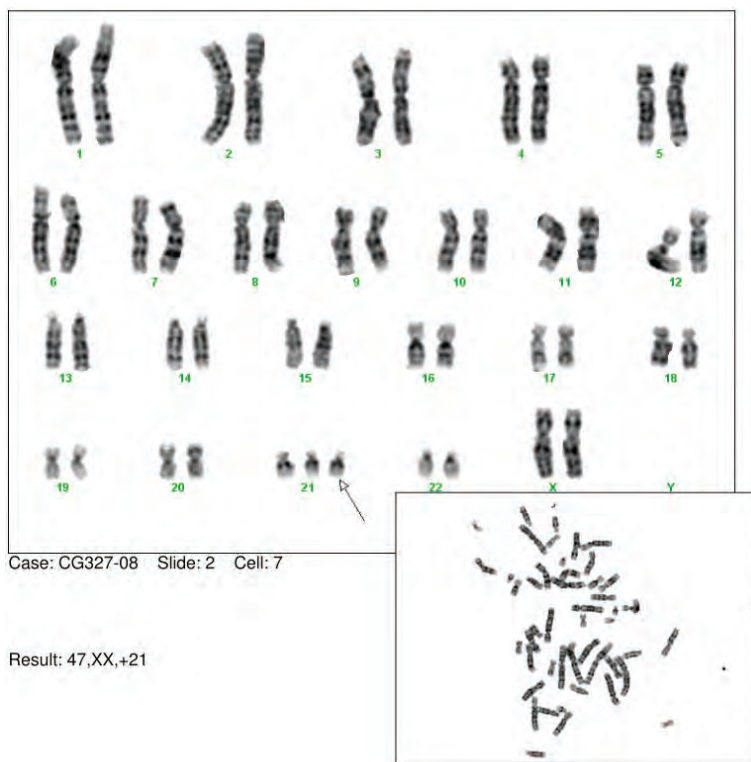 1 2 3 4 5
6 7 8 9 10 11 12
13 14 15 16 17 18
19 20 21 22 X Y
Case: CG327-08 Slide: 2 Cell: 7
Result: 47,XX,+21